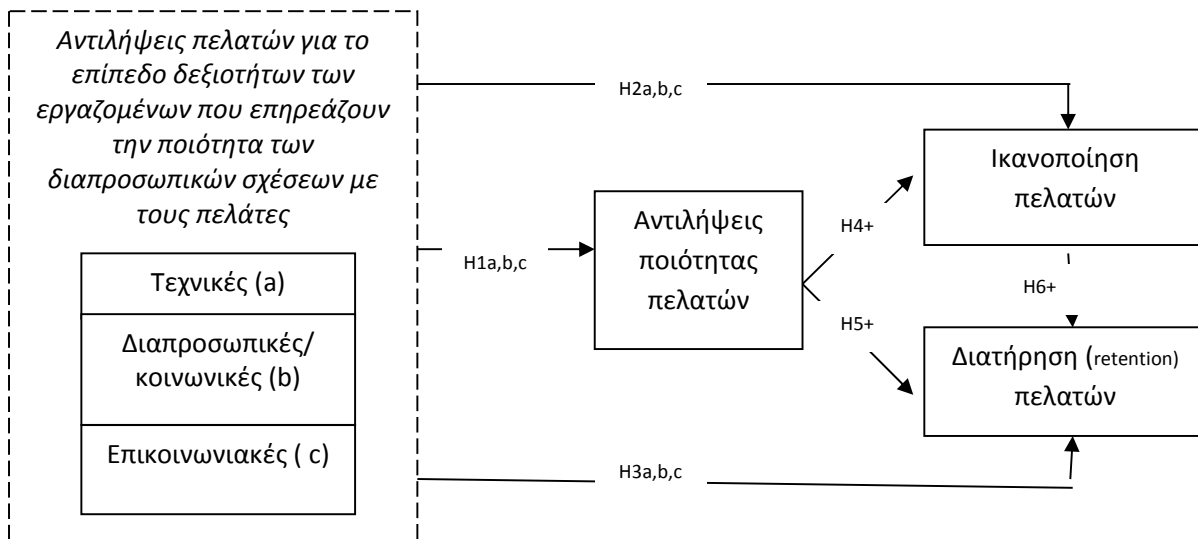 Αντιλήψεις πελατών για το
επίπεδο δεξιοτήτων των
εργαζομένων που επηρεάζουν
την ποιότητα των
διαπροσωπικών σχέσεων με
τους πελάτες
Τεχνικές (a)
Διαπροσωπικές/
κοινωνικές (b)
Επικοινωνιακές ( c)
H2a,b,c
H1a,b,c
H3a,b,c
Αντιλήψεις
ποιότητας
πελατών
H4+
H5+
Ικανοποίηση
πελατών
H6+
Διατήρηση (retention)
πελατών